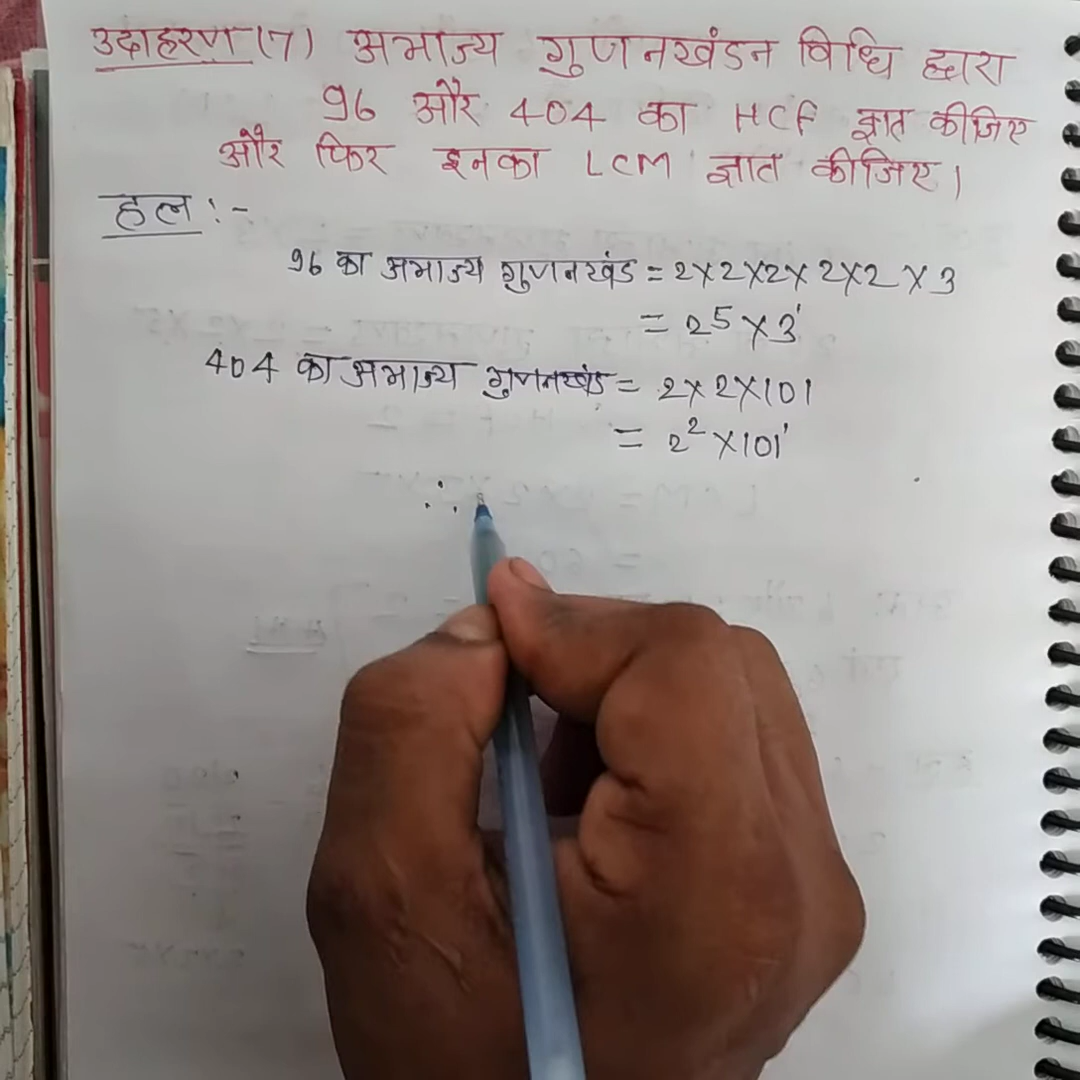 उदाहरण (7) अभाज्य गुणनखंडन विधि द्वारा
96 और 404 का HCF ज्ञात कीजिए
और फिर इनका LCM ज्ञात कीजिए।
हल :-
96 का अभाज्य गुणनखंड = 2×2×2×2×2×3
= 2⁵×3¹
404 का अभाज्य गुणनखंड = 2×2×101
= 2²×101¹
∴